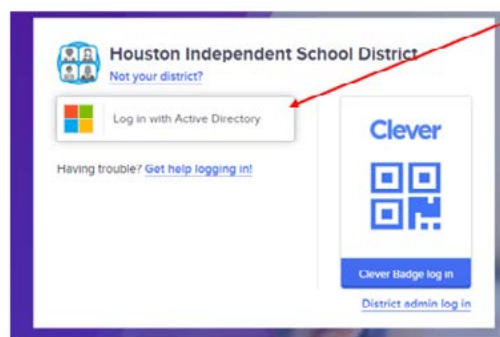 Houston Independent School District
Not your district?
Log in with Active Directory
Having trouble? Get help logging in!
Clever
Clever Badge log in
District admin log in